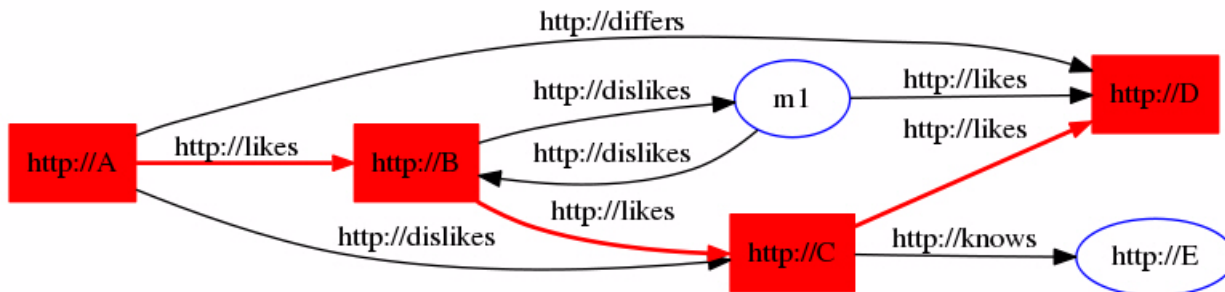 http://differs
http://dislikes
m1
http://likes
http://D
http://A
http://likes
http://B
http://dislikes
http://likes
http://likes
http://dislikes
http://C
http://knows
http://E